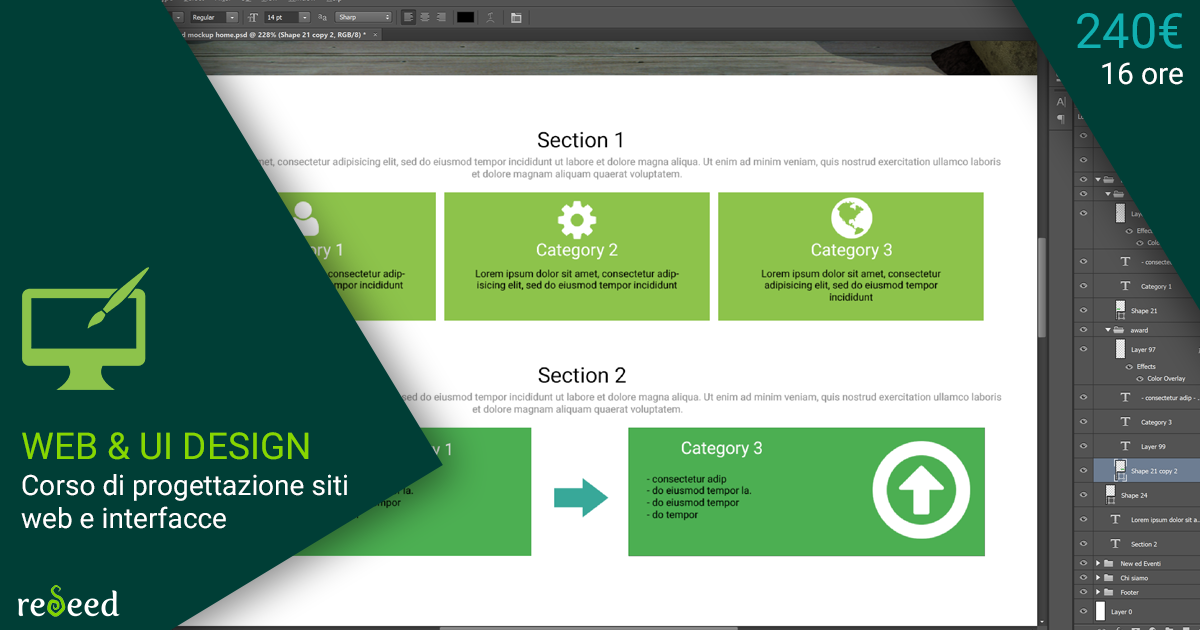 Regular
14 pt
Sharp
d mockup home.psd @ 228% (Shape 21 copy 2, RGB/8) * ×
240€
16 ore
Section 1
met, consectetur adipisicing elit, sed do eiusmod tempor incididunt ut labore et dolore magna aliqua. Ut enim ad minim veniam, quis nostrud exercitation ullamco laboris
et dolore magnam aliquam quaerat voluptatem.
ory 1
consectetur adip-
mpor incididunt
Category 2
Lorem ipsum dolor sit amet, consectetur adip-
isicing elit, sed do eiusmod tempor incididunt
Category 3
Lorem ipsum dolor sit amet, consectetur
adipisicing elit, sed do eiusmod tempor
incididunt
Section 2
sed do eiusmod tempor incididunt ut labore et dolore magna aliqua. Ut enim ad minim veniam, quis nostrud exercitation ullamco laboris
et dolore magnam aliquam quaerat voluptatem.
y 1
la.
mpor
Category 3
- consectetur adip
- do eiusmod tempor la.
- do eiusmod tempor
- do tempor
WEB & UI DESIGN
Corso di progettazione siti
web e interfacce
reSeed
Effec
Colo
- consecte
Category 1
Shape 21
award
Layer 97
Effects
Color Overlay
- consectetur adip - ..
Category 3
Layer 99
Shape 21 copy 2
Shape 24
Lorem ipsum dolor sit a..
Section 2
New ed Eventi
Chi siamo
Footer
Layer 0